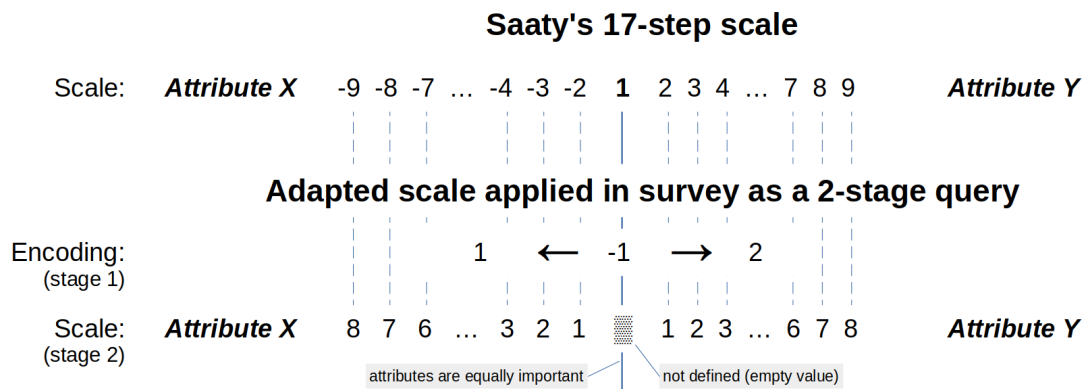 Saaty's 17-step scale
Scale: Attribute X -9 -8 -7 ... -4 -3 -2 1 2 3 4 ... 7 8 9 Attribute Y
Adapted scale applied in survey as a 2-stage query
Encoding: 1 ← -1 → 2
(stage 1)
Scale: Attribute X 8 7 6 ... 3 2 1 ▒ 1 2 3 ... 6 7 8 Attribute Y
(stage 2)
attributes are equally important not defined (empty value)